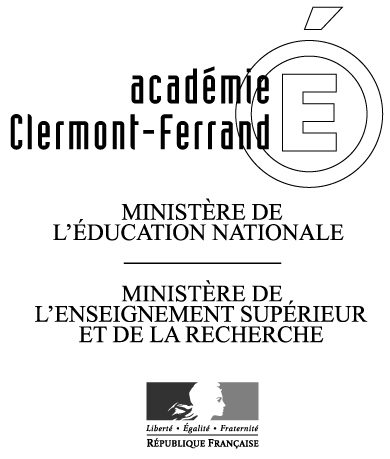 académie
Clermont-Ferrand
É
MINISTÈRE DE
L'ÉDUCATION NATIONALE
MINISTÈRE DE
L'ENSEIGNEMENT SUPÉRIEUR
ET DE LA RECHERCHE
Liberté • Égalité • Fraternité
RÉPUBLIQUE FRANÇAISE